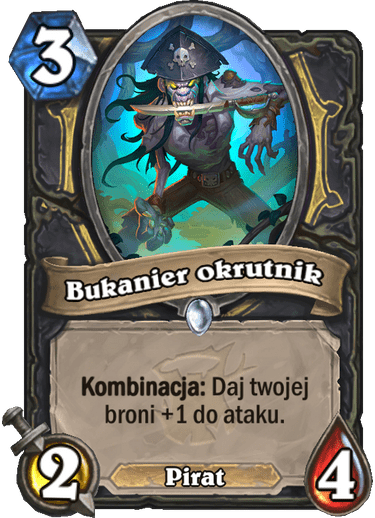 3
Bukanier okrutnik
Kombinacja: Daj twojej
broni +1 do ataku.
2
Pirat
4